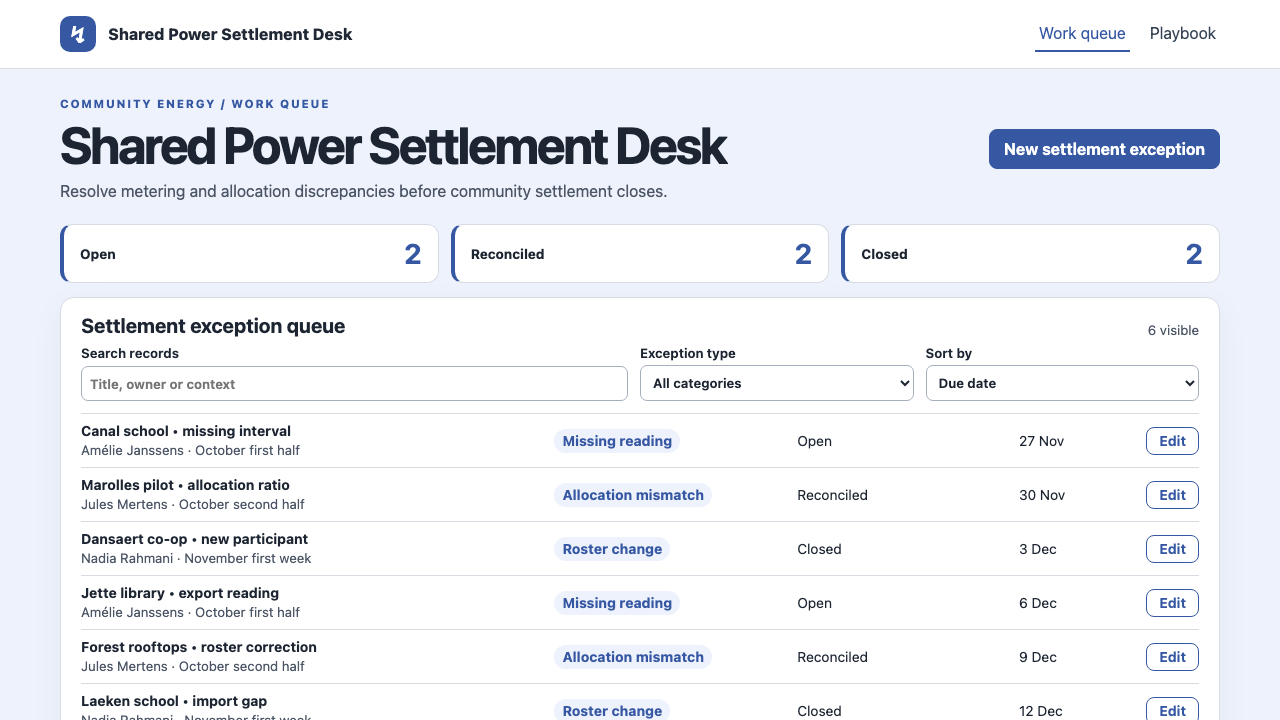 Shared Power Settlement Desk
Work queue
Playbook
COMMUNITY ENERGY / WORK QUEUE
Shared Power Settlement Desk
New settlement exception
Resolve metering and allocation discrepancies before community settlement closes.
Open
2
Reconciled
2
Closed
2
Settlement exception queue
6 visible
Search records
Exception type
Sort by
Title, owner or context
All categories
Due date
Canal school • missing interval
Amélie Janssens · October first half
Missing reading
Open
27 Nov
Edit
Marolles pilot • allocation ratio
Jules Mertens · October second half
Allocation mismatch
Reconciled
30 Nov
Edit
Dansaert co-op • new participant
Nadia Rahmani · November first week
Roster change
Closed
3 Dec
Edit
Jette library • export reading
Amélie Janssens · October first half
Missing reading
Open
6 Dec
Edit
Forest rooftops • roster correction
Jules Mertens · October second half
Allocation mismatch
Reconciled
9 Dec
Edit
Laeken school • import gap
Nadia Rahmani · November first week
Roster change
Closed
12 Dec
Edit